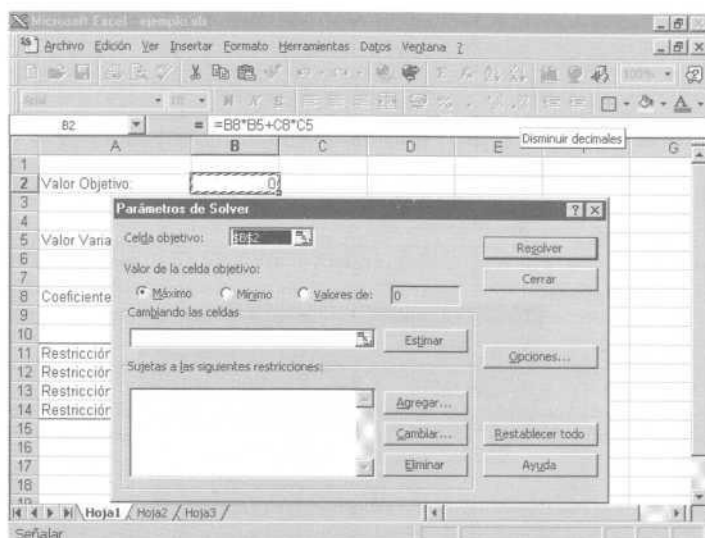 Microsoft Excel - ejemplo.xls
Archivo Edición Ver Insertar Formato Herramientas Datos Ventana ?
100%
Arial
10
N K S
B2 = =B8*B5+C8*C5
Disminuir decimales
A B C D E G
1
2 Valor Objetivo: 0
3
4
5 Valor Varia
6
7
8 Coeficiente
9
10
11 Restricción
12 Restricción
13 Restricción
14 Restricción
15
16
17
18
19
Parámetros de Solver
Celda objetivo: $B$2
Valor de la celda objetivo:
Máximo Mínimo Valores de: 0
Cambiando las celdas
Estimar
Sujetas a las siguientes restricciones:
Agregar...
Cambiar...
Eliminar
Resolver
Cerrar
Opciones...
Restablecer todo
Ayuda
Hoja1 Hoja2 Hoja3
Señalar